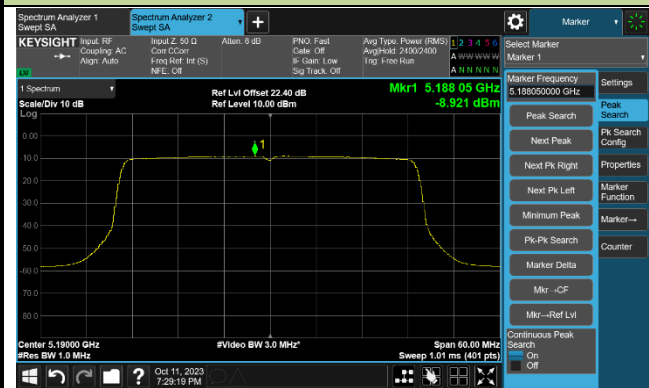 Spectrum Analyzer 1
Swept SA
Spectrum Analyzer 2
Swept SA
+
Marker
KEYSIGHT
Input: RF
Coupling: AC
Align: Auto
Input Z: 50 Ω
Corr CCorr
Freq Ref: Int (S)
NFE: Off
Atten: 6 dB
PNO: Fast
Gate: Off
IF Gain: Low
Sig Track: Off
Avg Type: Power (RMS)
Avg|Hold: 2400/2400
Trig: Free Run
1 2 3 4 5 6
A W W W W W
A N N N N N
LXI
1 Spectrum
Scale/Div 10 dB
Log
Ref Lvl Offset 22.40 dB
Ref Level 10.00 dBm
Mkr1 5.188 05 GHz
-8.921 dBm
1
0.00
-10.0
-20.0
-30.0
-40.0
-50.0
-60.0
-70.0
-80.0
Center 5.19000 GHz
#Res BW 1.0 MHz
#Video BW 3.0 MHz*
Span 60.00 MHz
Sweep 1.01 ms (401 pts)
Select Marker
Marker 1
Marker Frequency
5.188050000 GHz
Peak Search
Next Peak
Next Pk Right
Next Pk Left
Minimum Peak
Pk-Pk Search
Marker Delta
Mkr→CF
Mkr→Ref Lvl
Continuous Peak
Search
On
Off
Settings
Peak
Search
Pk Search
Config
Properties
Marker
Function
Marker→
Counter
?
Oct 11, 2023
7:29:19 PM